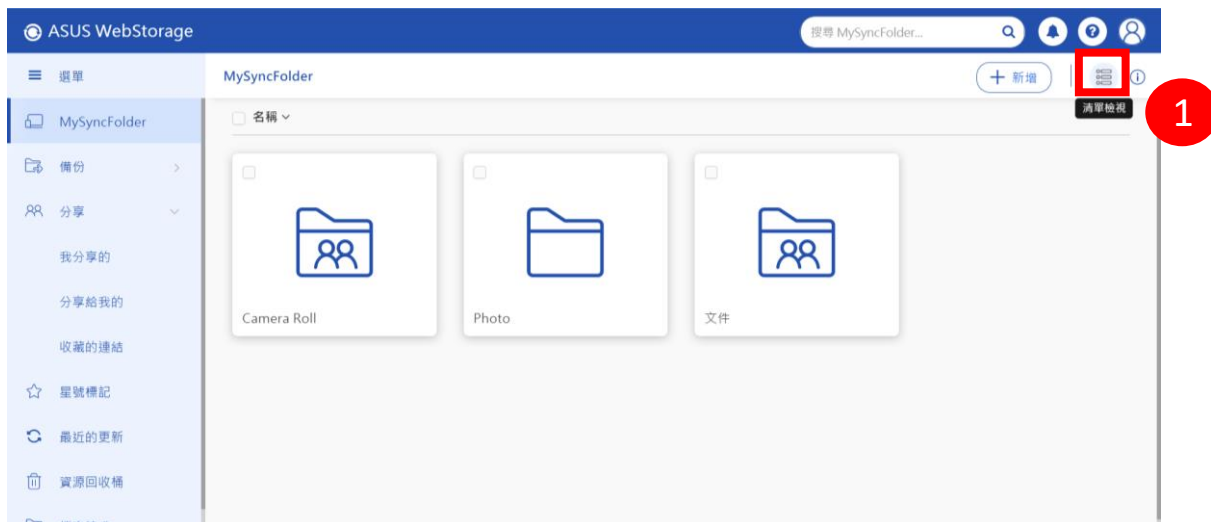 ASUS WebStorage
搜尋 MySyncFolder...
選單
MySyncFolder
新增
清單檢視
1
MySyncFolder
名稱
備份
分享
我分享的
分享給我的
收藏的連結
星號標記
最近的更新
資源回收桶
Camera Roll
Photo
文件